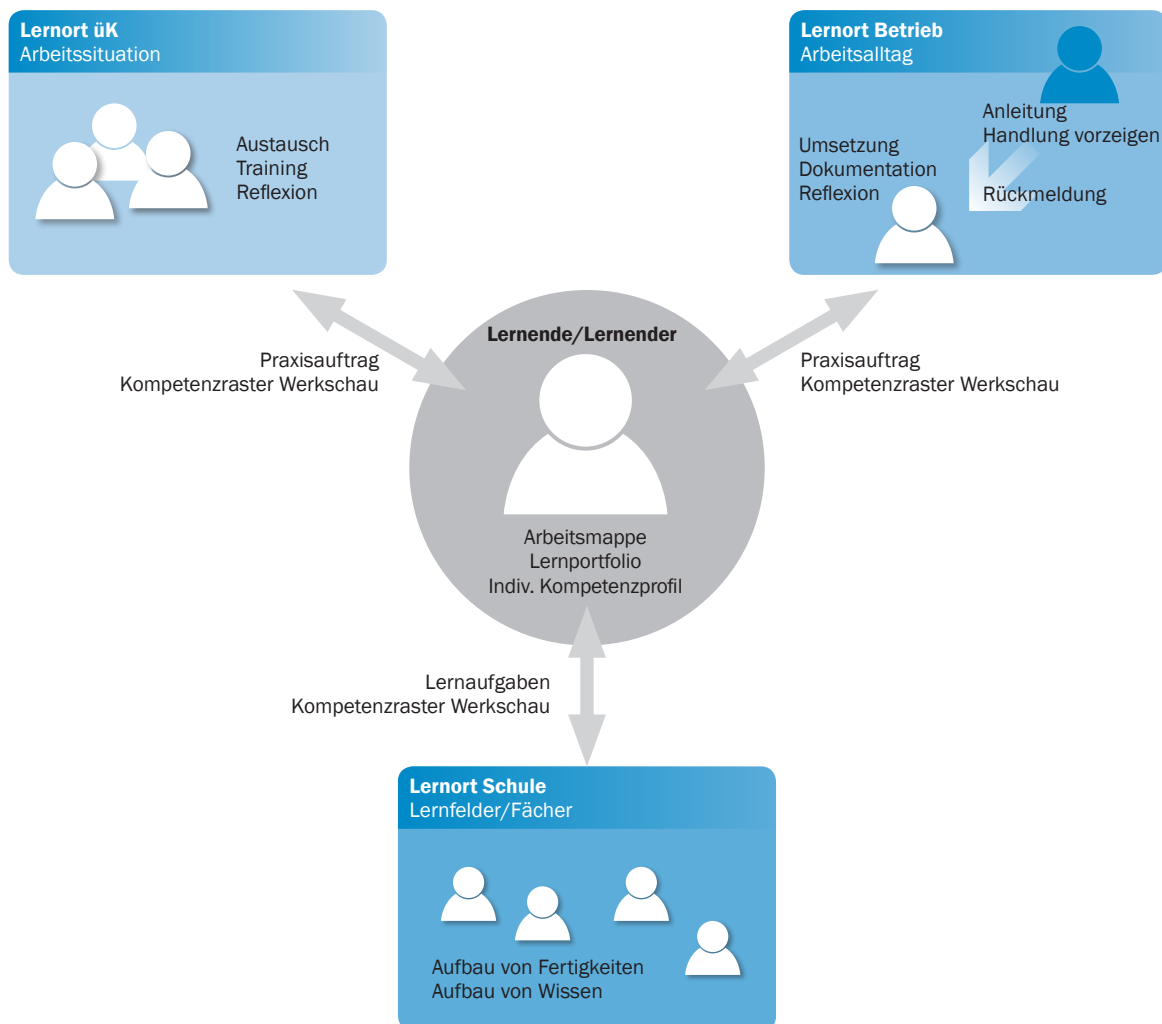 Lernort üK
Arbeitssituation
Austausch
Training
Reflexion
Lernort Betrieb
Arbeitsalltag
Anleitung
Handlung vorzeigen
Umsetzung
Dokumentation
Reflexion
Rückmeldung
Praxisauftrag
Kompetenzraster Werkschau
Lernende/Lernender
Praxisauftrag
Kompetenzraster Werkschau
Arbeitsmappe
Lernportfolio
Indiv. Kompetenzprofil
Lernaufgaben
Kompetenzraster Werkschau
Lernort Schule
Lernfelder/Fächer
Aufbau von Fertigkeiten
Aufbau von Wissen